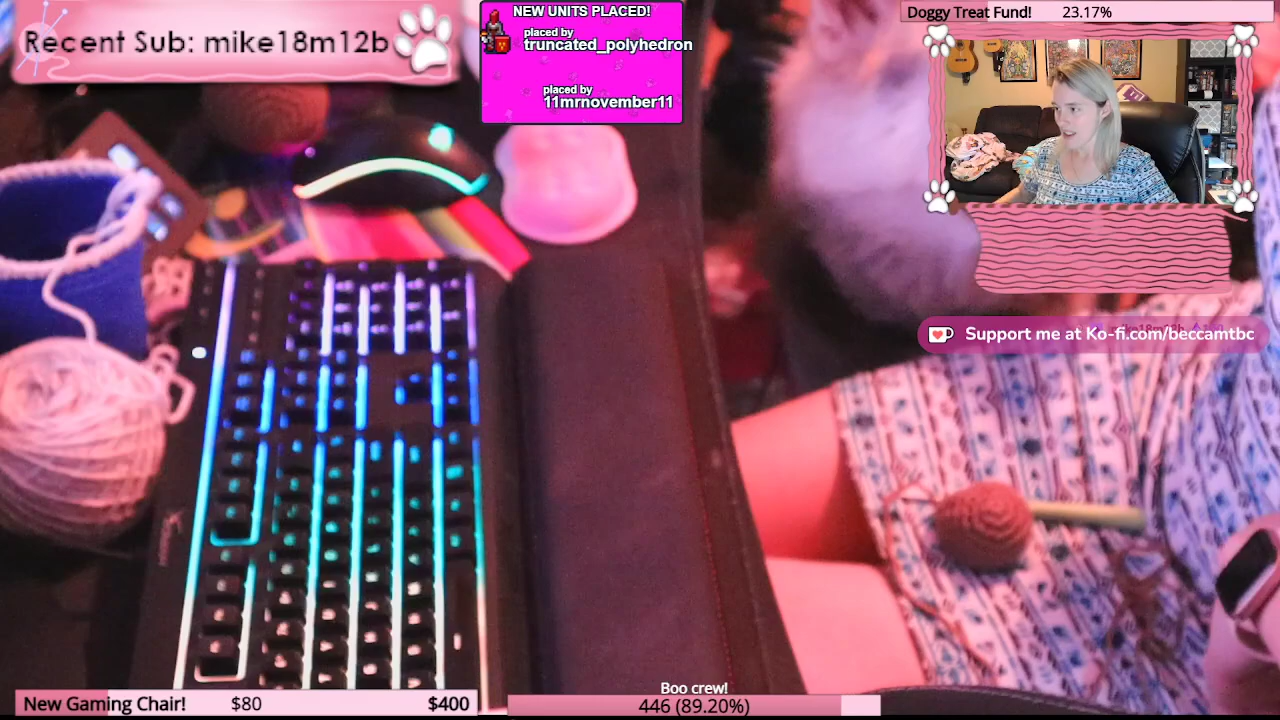 Recent Sub: mike18m12b
NEW UNITS PLACED!
placed by
truncated_polyhedron
placed by
11mrnovember11
Doggy Treat Fund! 23.17%
Support me at Ko-fi.com/beccamtbc
New Gaming Chair! $80 $400
Boo crew!
446 (89.20%)